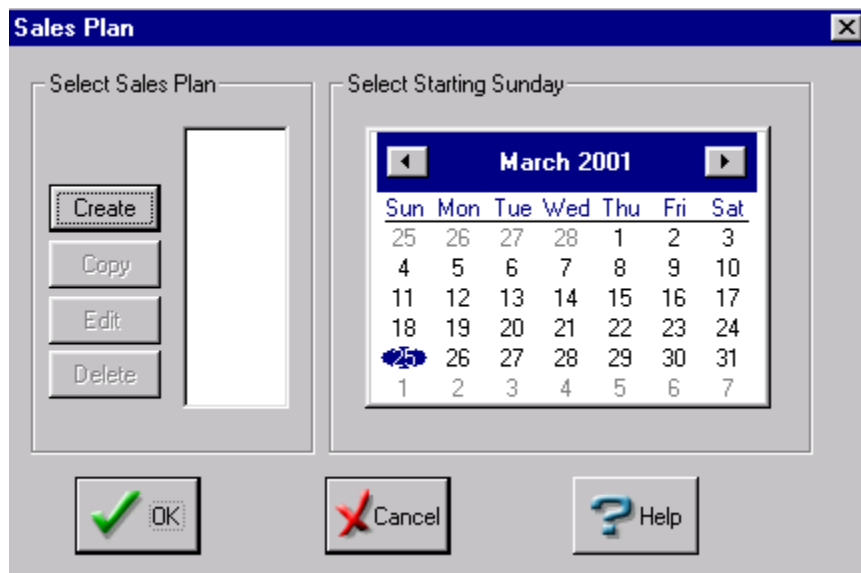 Sales Plan
Select Sales Plan
Create
Copy
Edit
Delete
Select Starting Sunday
March 2001
Sun Mon Tue Wed Thu Fri Sat
25 26 27 28 1 2 3
4 5 6 7 8 9 10
11 12 13 14 15 16 17
18 19 20 21 22 23 24
25 26 27 28 29 30 31
1 2 3 4 5 6 7
OK
Cancel
Help